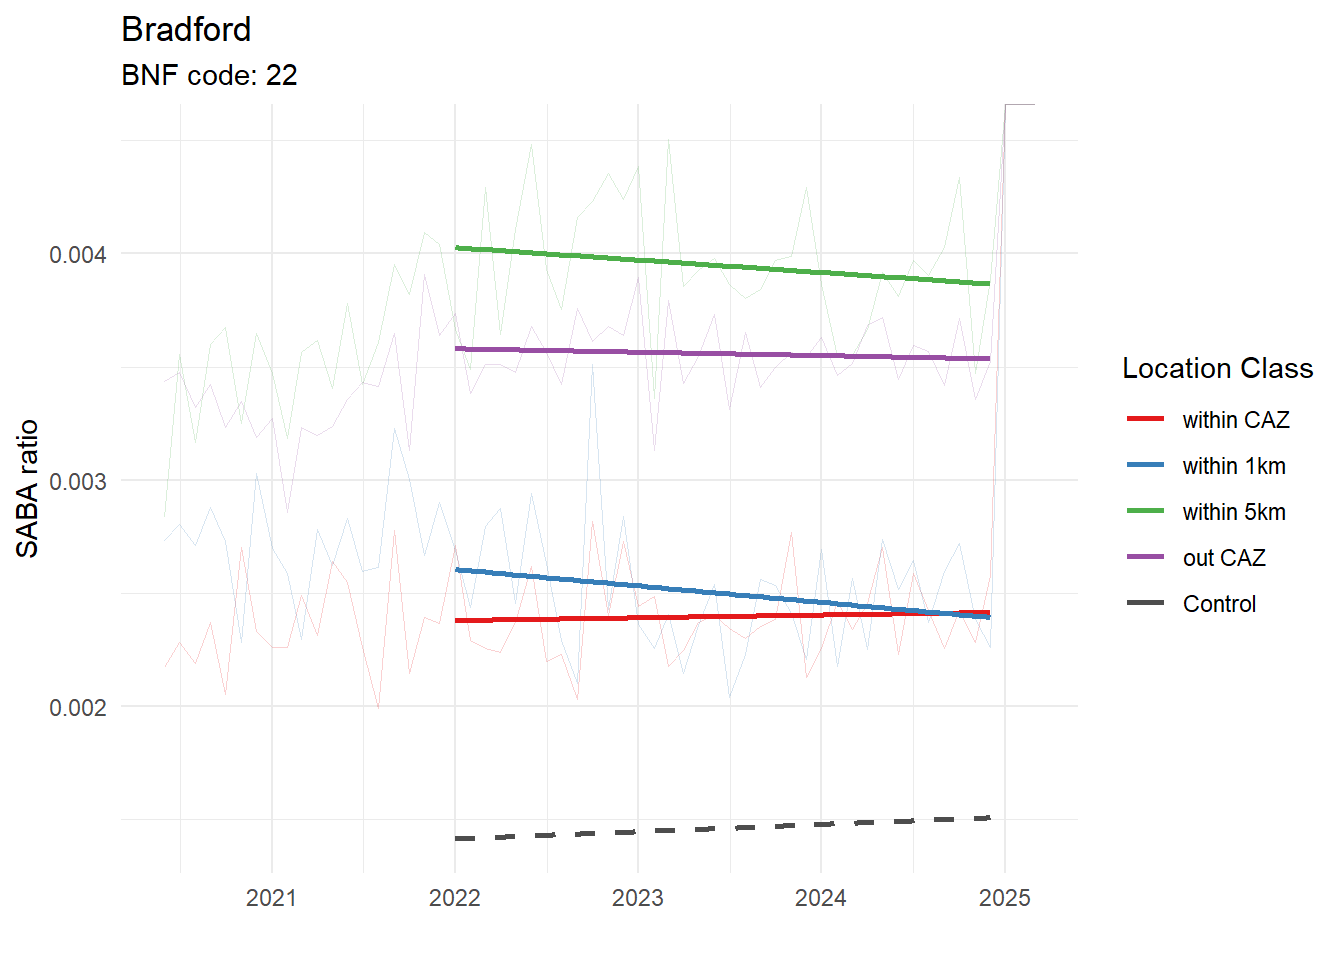 Bradford
BNF code: 22
SABA ratio
0.004
0.003
0.002
2021
2022
2023
2024
2025
Location Class
within CAZ
within 1km
within 5km
out CAZ
Control